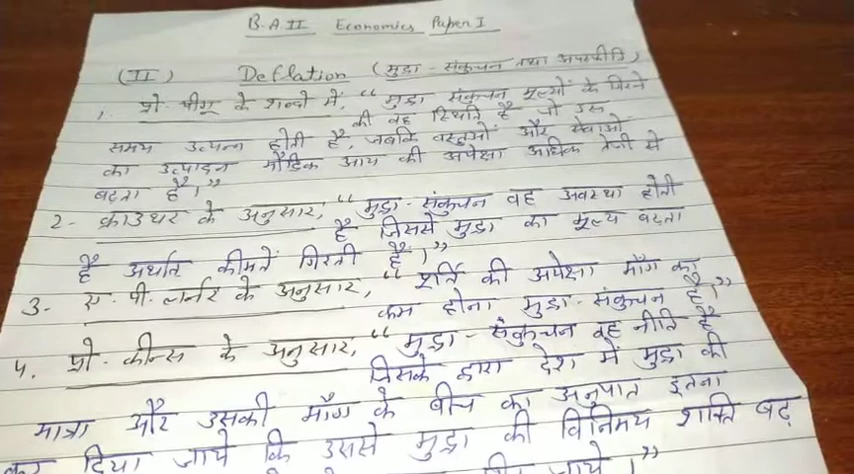 B.A II Economics Paper I
(II) Deflation (मुद्रा-संकुचन तथा अपस्फीति)
1. प्रो. पीगू के शब्दों में, “मुद्रा संकुचन मूल्यों के गिरने
की वह स्थिति है जो उस
समय उत्पन्न होती है, जबकि वस्तुओं और सेवाओं
का उत्पादन मौद्रिक आय की अपेक्षा अधिक तेजी से
बढ़ता है।”
2- क्राउथर के अनुसार, “मुद्रा-संकुचन वह अवस्था होती
है जिससे मुद्रा का मूल्य बढ़ता
है अर्थात कीमतें गिरती हैं।”
3- ए. पी. लर्नर के अनुसार, “पूर्ति की अपेक्षा माँग का
कम होना मुद्रा-संकुचन है।”
4. प्रो. कीन्स के अनुसार, “मुद्रा-संकुचन वह नीति है
जिसके द्वारा देश में मुद्रा की
मात्रा और उसकी माँग के बीच का अनुपात इतना
कर दिया जाये कि उससे मुद्रा की विनिमय शक्ति बढ़
जाये।”